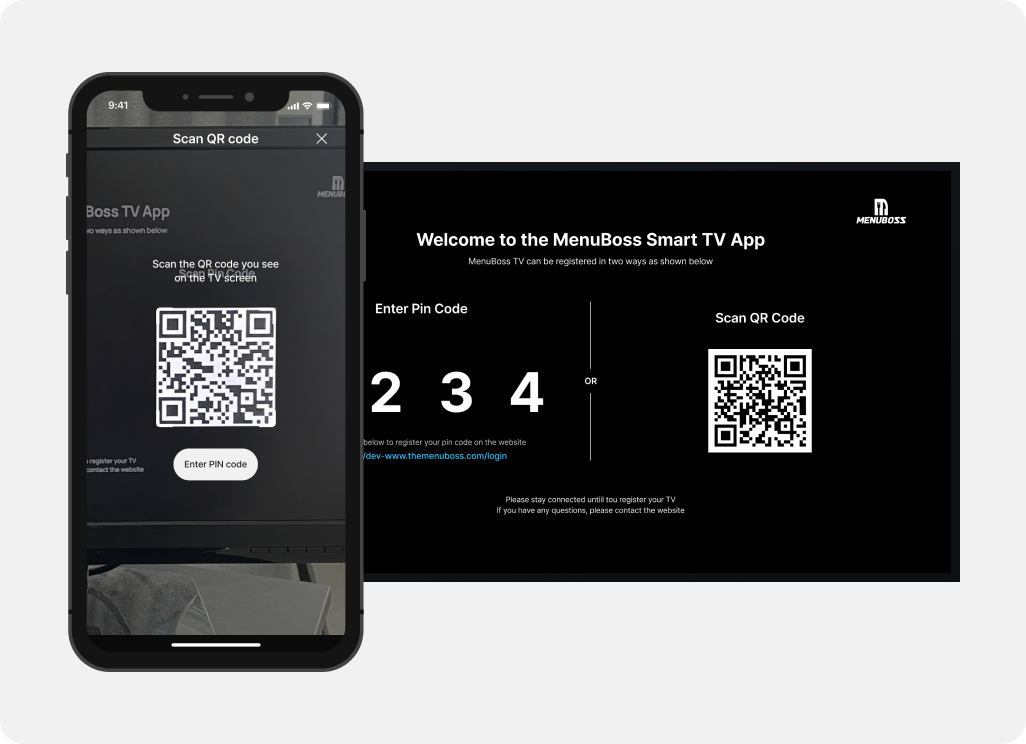 9:41
Scan QR code
MENUBOSS
Boss TV App
two ways as shown below
Scan the QR code you see
Scan Pin Code
on the TV screen
register your TV
contact the website
Enter PIN code
MENUBOSS
Welcome to the MenuBoss Smart TV App
MenuBoss TV can be registered in two ways as shown below
Enter Pin Code
2 3 4
below to register your pin code on the website
/dev-www.themenuboss.com/login
OR
Scan QR Code
Please stay connected untiil tou register your TV
If you have any questions, please contact the website